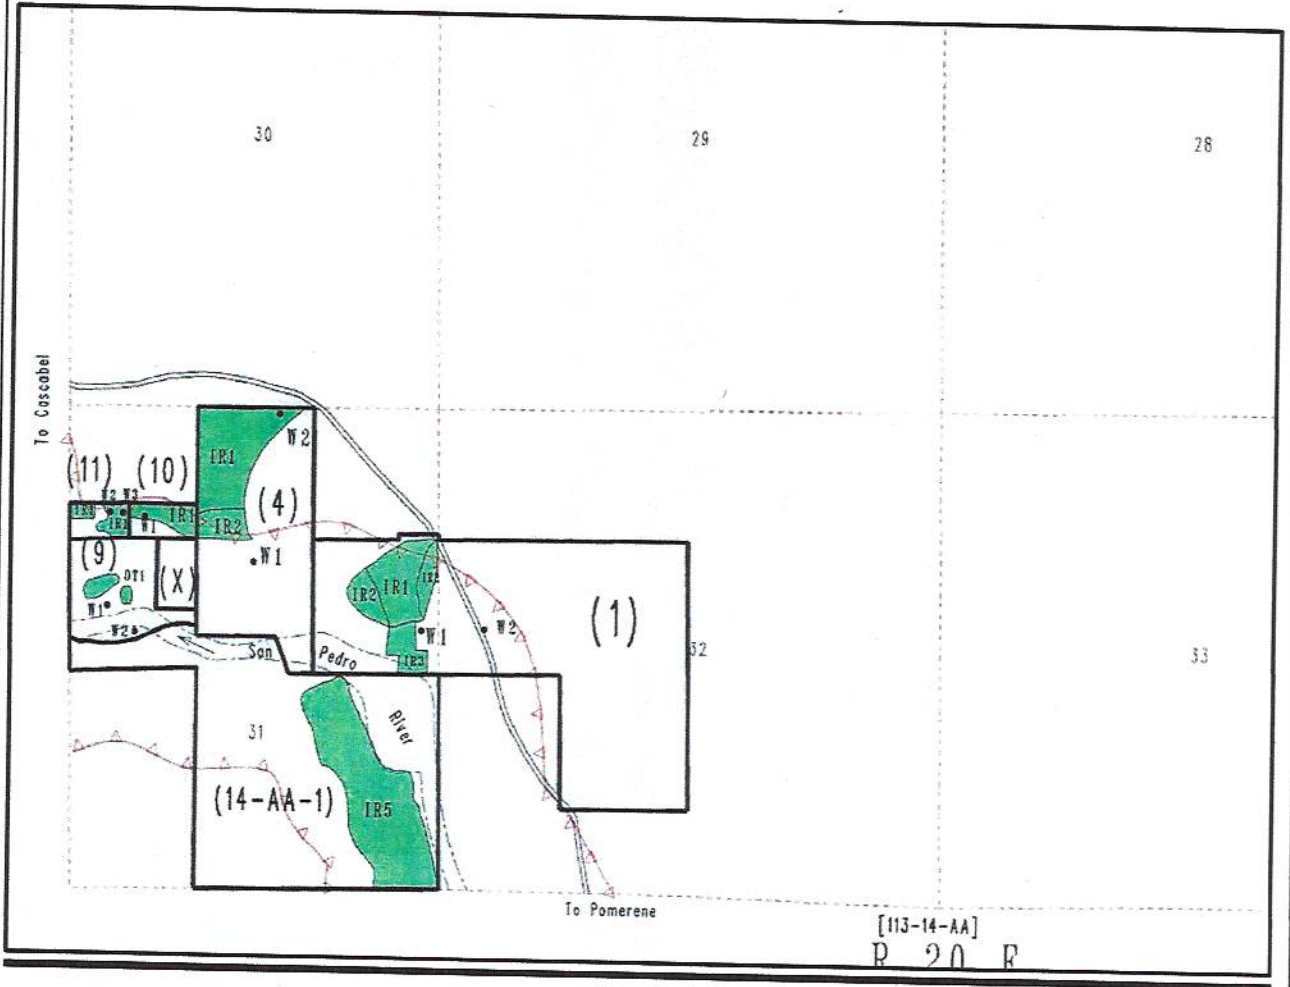 30
29
28
To Cascabel
W2
IR1
(11)
(10)
(4)
W2 W3
IR1
IR1
W1
IR1
IR2
(9)
OT1
(X)
W1
W1
W2
IR2
IR1
IR2
W1
W2
(1)
San
Pedro
IR3
32
33
River
31
(14-AA-1)
IR5
To Pomerene
[113-14-AA]
R 20 E